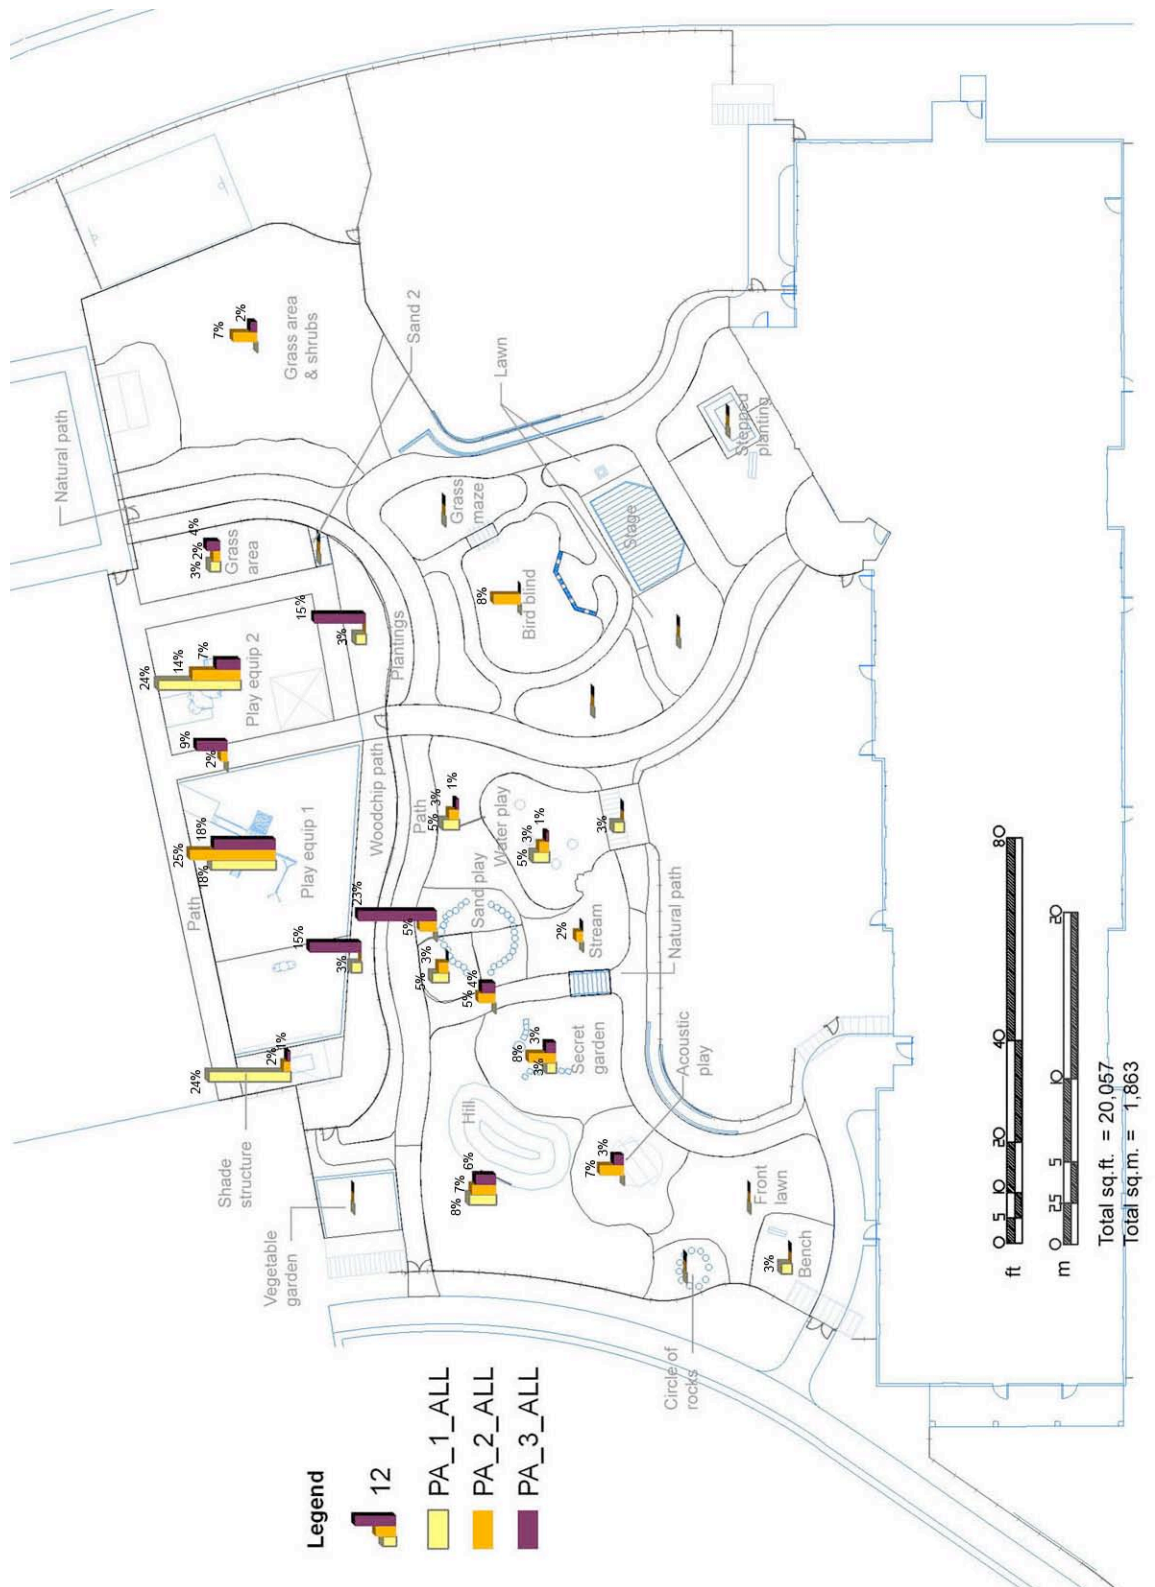 Natural path
7%
2%
Grass area
& shrubs
Sand 2
Lawn
3%
2%
4%
Grass
area
Grass
maze
Stepped
planting
Stage
15%
3%
8%
Bird blind
Plantings
24%
14%
7%
Play equip 2
9%
2%
Woodchip path
Path
5%
3%
1%
Water play
5%
3%
1%
3%
Path
25%
18%
18%
Play equip 1
23%
5%
Sand play
15%
3%
5%
3%
5%
4%
2%
Stream
Natural path
24%
2%
1%
Shade
structure
8%
3%
3%
Secret
garden
Acoustic
play
Hill
8%
7%
6%
7%
3%
Vegetable
garden
Front
lawn
3%
Bench
Circle of
rocks
Legend
12
PA_1_ALL
PA_2_ALL
PA_3_ALL
ft
0 5 10 20 40 80
m
0 2.5 5 10 20
Total sq.ft. = 20,057
Total sq.m. = 1,863